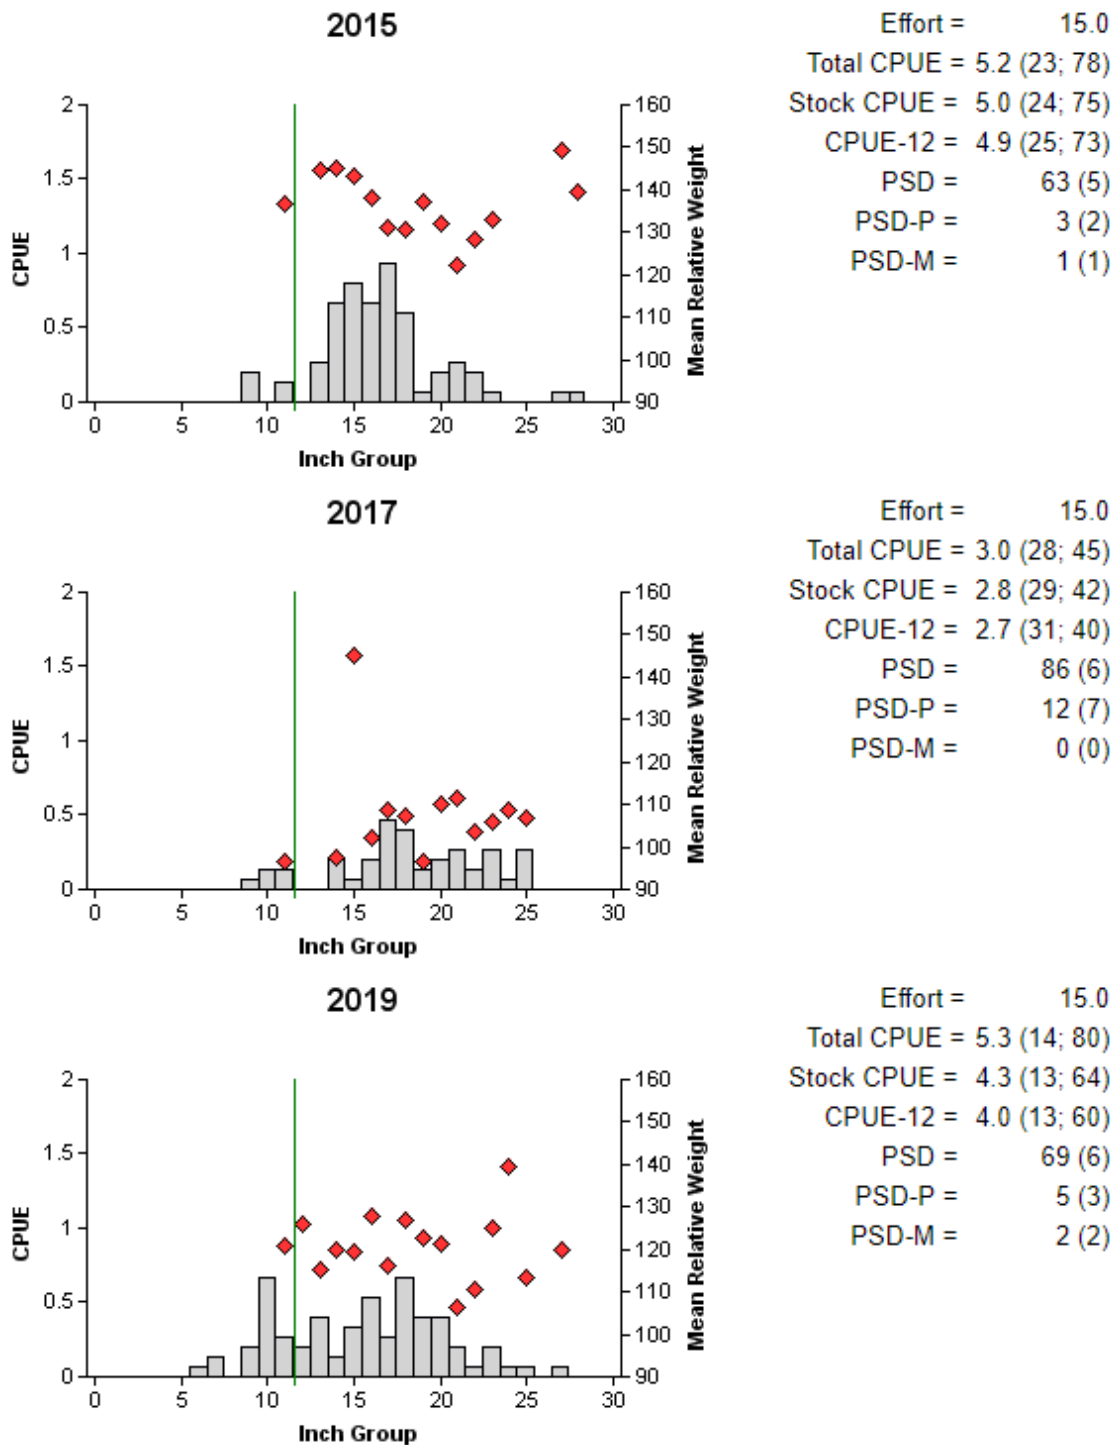 2015
Effort = 15.0
Total CPUE = 5.2 (23; 78)
Stock CPUE = 5.0 (24; 75)
CPUE-12 = 4.9 (25; 73)
PSD = 63 (5)
PSD-P = 3 (2)
PSD-M = 1 (1)
2
1.5
1
0.5
0
CPUE
160
150
140
130
120
110
100
90
Mean Relative Weight
0 5 10 15 20 25 30
Inch Group
2017
Effort = 15.0
Total CPUE = 3.0 (28; 45)
Stock CPUE = 2.8 (29; 42)
CPUE-12 = 2.7 (31; 40)
PSD = 86 (6)
PSD-P = 12 (7)
PSD-M = 0 (0)
2
1.5
1
0.5
0
CPUE
160
150
140
130
120
110
100
90
Mean Relative Weight
0 5 10 15 20 25 30
Inch Group
2019
Effort = 15.0
Total CPUE = 5.3 (14; 80)
Stock CPUE = 4.3 (13; 64)
CPUE-12 = 4.0 (13; 60)
PSD = 69 (6)
PSD-P = 5 (3)
PSD-M = 2 (2)
2
1.5
1
0.5
0
CPUE
160
150
140
130
120
110
100
90
Mean Relative Weight
0 5 10 15 20 25 30
Inch Group